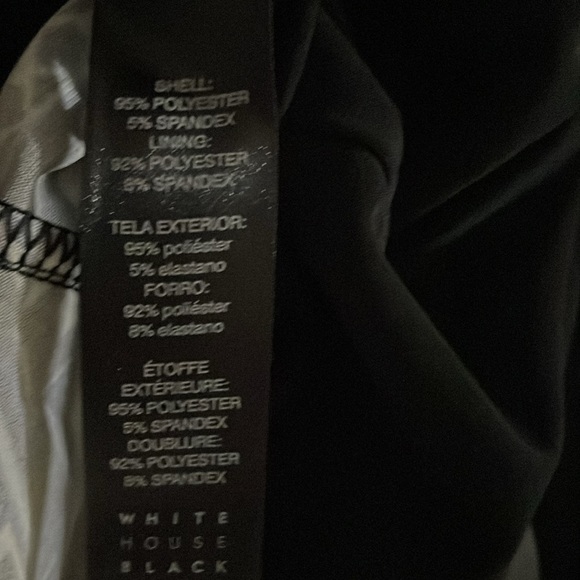 SHELL:
95% POLYESTER
5% SPANDEX
LINING:
92% POLYESTER
8% SPANDEX
TELA EXTERIOR:
95% poliéster
5% elastano
FORRO:
92% poliéster
8% elastano
ÉTOFFE
EXTÉRIEURE:
95% POLYESTER
5% SPANDEX
DOUBLURE:
92% POLYESTER
8% SPANDEX
WHITE
HOUSE
BLACK